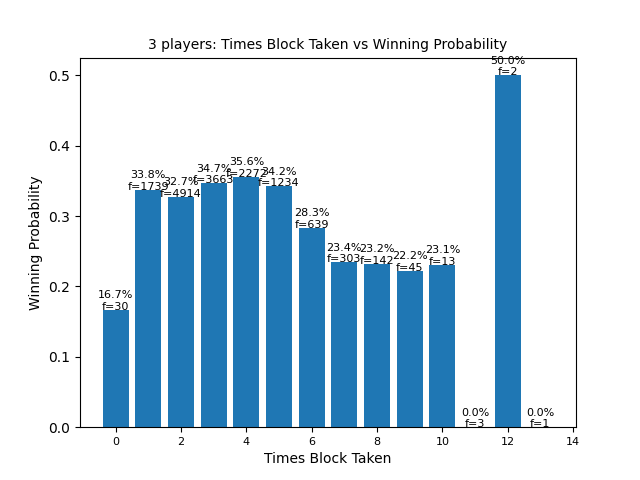 3 players: Times Block Taken vs Winning Probability
Winning Probability
0.5
0.4
0.3
0.2
0.1
0.0
16.7%
f=30
33.8%
f=1739
32.7%
f=4914
34.7%
f=3663
35.6%
f=2272
34.2%
f=1234
28.3%
f=639
23.4%
f=303
23.2%
f=142
22.2%
f=45
23.1%
f=13
0.0%
f=3
50.0%
f=2
0.0%
f=1
0 2 4 6 8 10 12 14
Times Block Taken